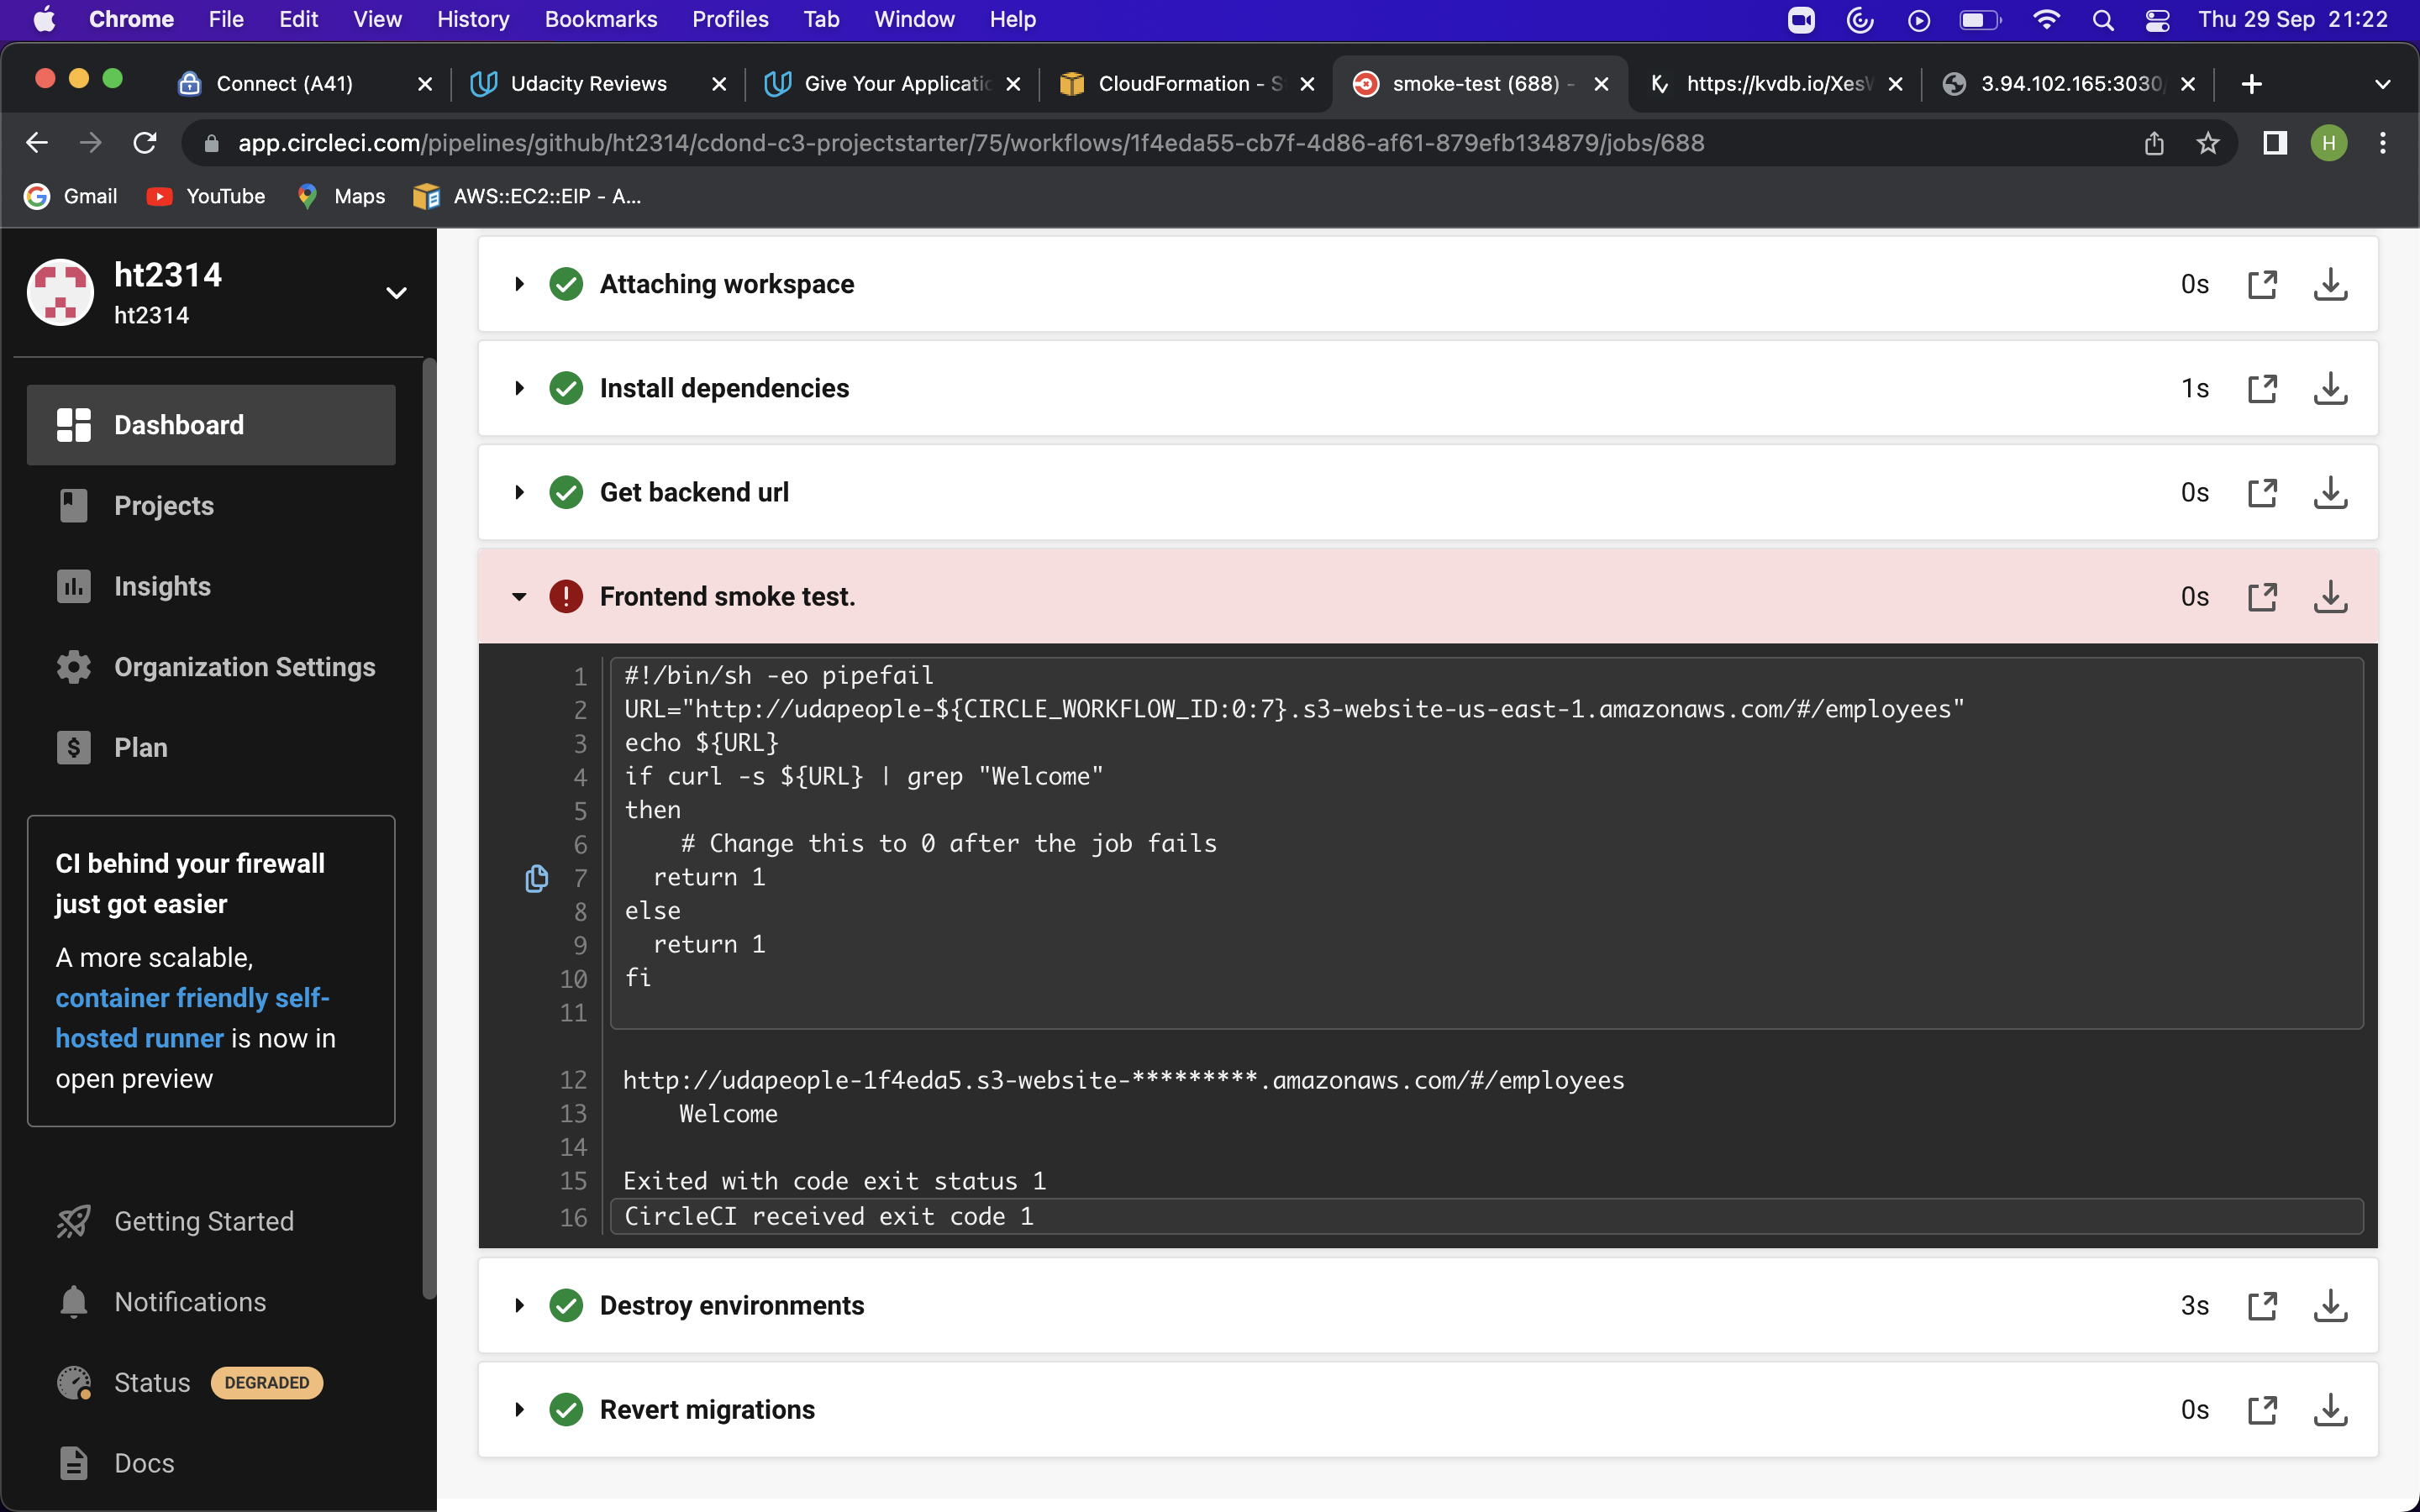 Chrome File Edit View History Bookmarks Profiles Tab Window Help Thu 29 Sep 21:22
Connect (A41) Udacity Reviews Give Your Applicatic CloudFormation - S smoke-test (688) - https://kvdb.io/XesV 3.94.102.165:3030/
app.circleci.com/pipelines/github/ht2314/cdond-c3-projectstarter/75/workflows/1f4eda55-cb7f-4d86-af61-879efb134879/jobs/688 H
Gmail YouTube Maps AWS::EC2::EIP - A...
ht2314
ht2314
Dashboard
Projects
Insights
Organization Settings
Plan
CI behind your firewall
just got easier
A more scalable,
container friendly self-
hosted runner is now in
open preview
Getting Started
Notifications
Status DEGRADED
Docs
Attaching workspace 0s
Install dependencies 1s
Get backend url 0s
Frontend smoke test. 0s
1 #!/bin/sh -eo pipefail
2 URL="http://udapeople-${CIRCLE_WORKFLOW_ID:0:7}.s3-website-us-east-1.amazonaws.com/#/employees"
3 echo ${URL}
4 if curl -s ${URL} | grep "Welcome"
5 then
6 # Change this to 0 after the job fails
7 return 1
8 else
9 return 1
10 fi
11
12 http://udapeople-1f4eda5.s3-website-*********.amazonaws.com/#/employees
13 Welcome
14
15 Exited with code exit status 1
16 CircleCI received exit code 1
Destroy environments 3s
Revert migrations 0s